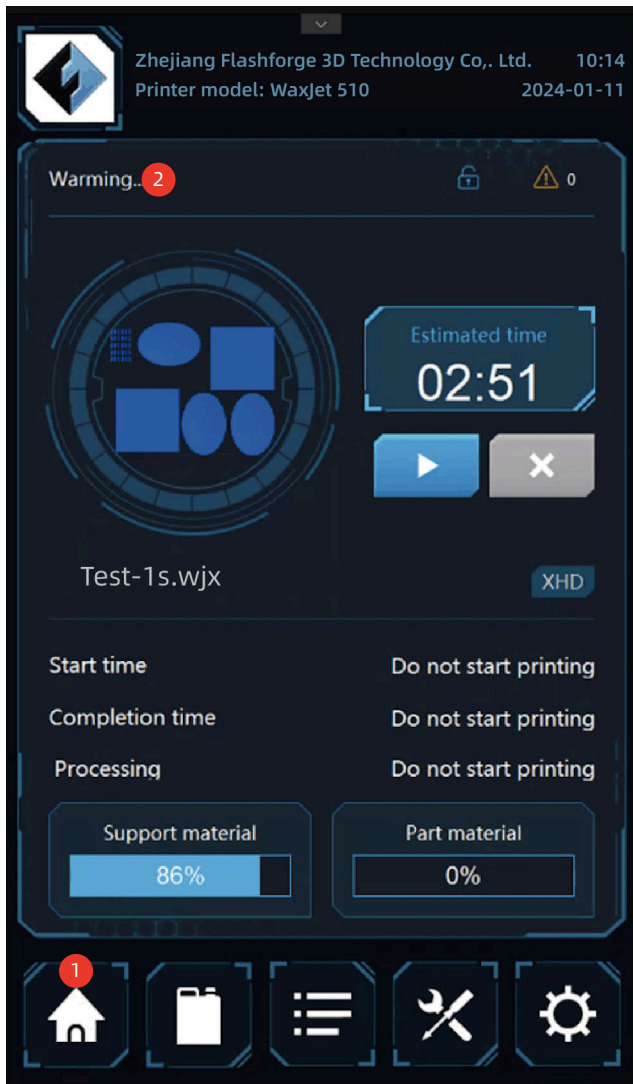 Zhejiang Flashforge 3D Technology Co,. Ltd. 10:14
Printer model: WaxJet 510 2024-01-11
Warming.. 2 0
Estimated time
02:51
Test-1s.wjx XHD
Start time Do not start printing
Completion time Do not start printing
Processing Do not start printing
Support material Part material
86% 0%
1